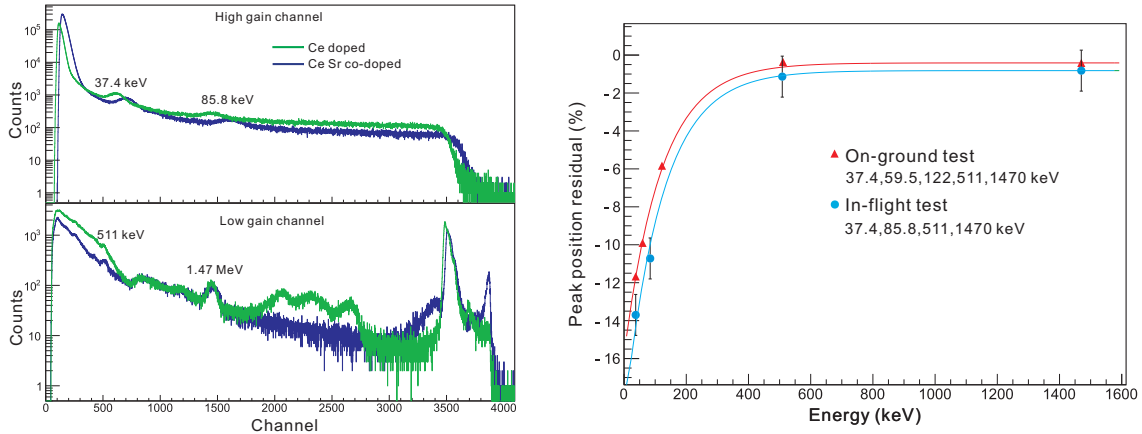 High gain channel
Ce doped
Ce Sr co-doped
37.4 keV
85.8 keV
Counts
10⁵
10⁴
10³
10²
10
1
Low gain channel
511 keV
1.47 MeV
Counts
10³
10²
10
1
0 500 1000 1500 2000 2500 3000 3500 4000
Channel
Peak position residual (%)
0
-2
-4
-6
-8
-10
-12
-14
-16
On-ground test
37.4,59.5,122,511,1470 keV
In-flight test
37.4,85.8,511,1470 keV
0 200 400 600 800 1000 1200 1400 1600
Energy (keV)